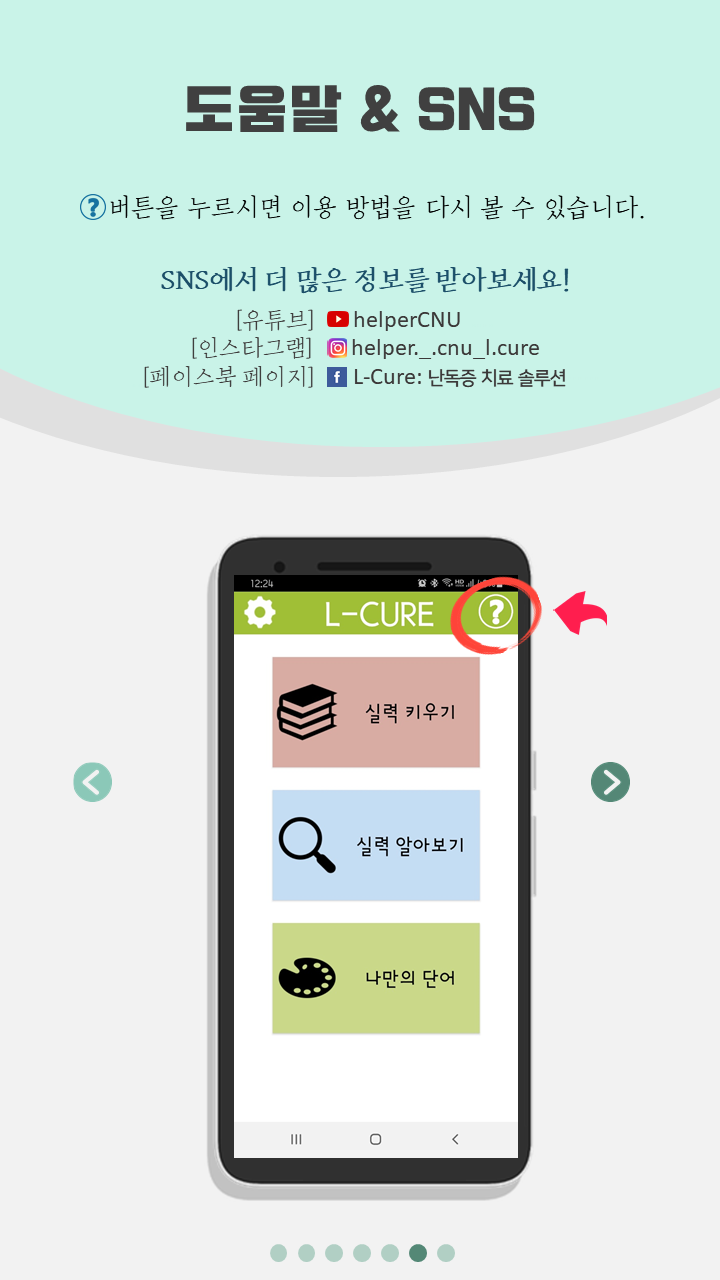 도움말 & SNS
?버튼을 누르시면 이용 방법을 다시 볼 수 있습니다.
SNS에서 더 많은 정보를 받아보세요!
[유튜브] helperCNU
[인스타그램] helper._.cnu_l.cure
[페이스북 페이지] f L-Cure: 난독증 치료 솔루션
12:24
L-CURE ?
실력 키우기
실력 알아보기
나만의 단어